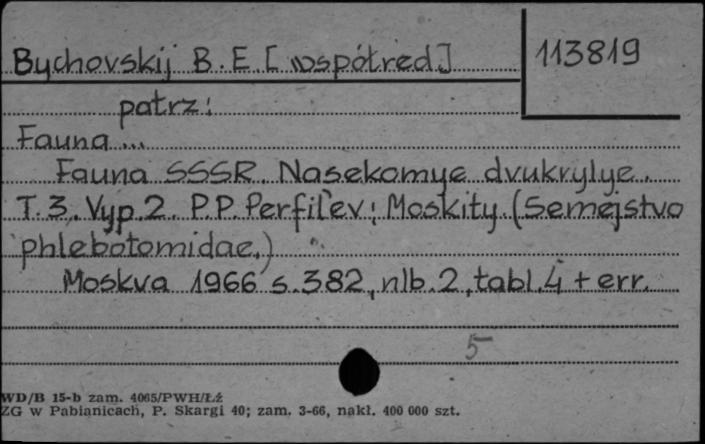 Bychovskij B. E. [współred]
113819
patrz:
Fauna ...
Fauna SSSR. Nasekomye dvukrylye.
T. 3. Vyp. 2. P. P. Perfil'ev: Moskity. (Semejstvo
phlebotomidae.)
Moskva 1966 s. 382, nlb. 2, tabl. 4 + err.
5
WD/B 15-b zam. 4065/PWH/Łź
ZG w Pabianicach, P. Skargi 40; zam. 3-66, nakł. 400 000 szt.